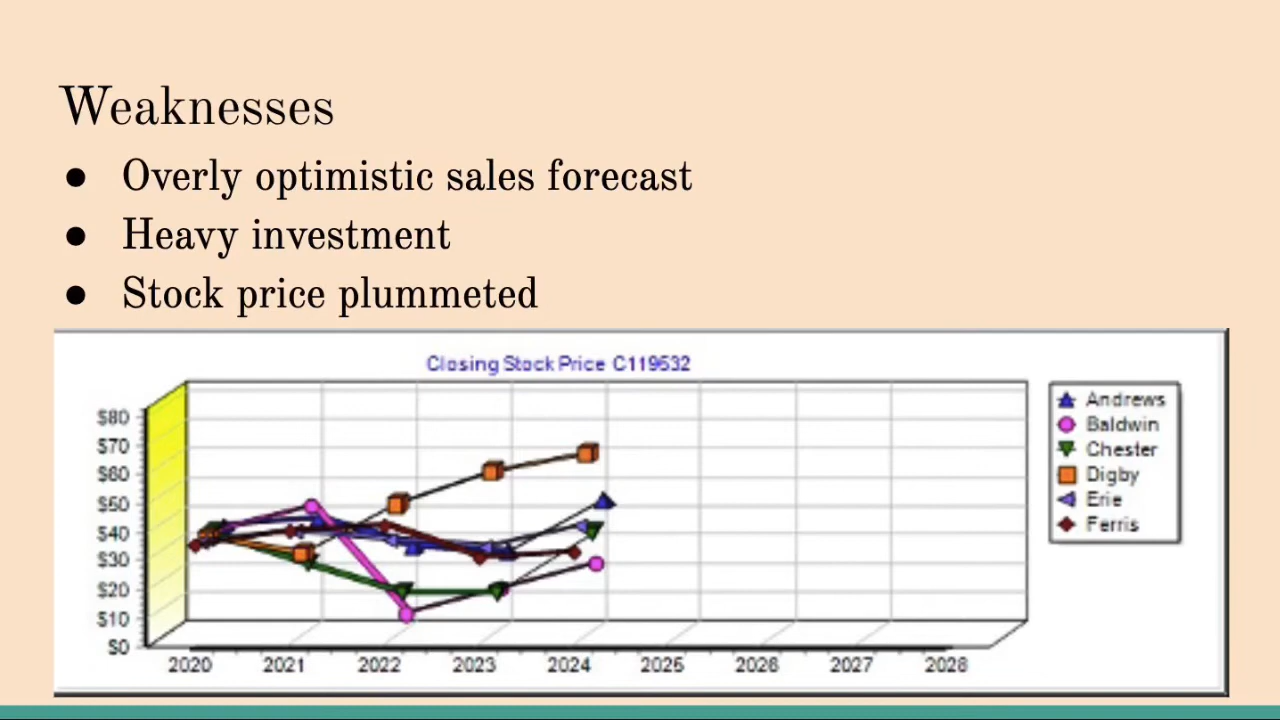 Weaknesses
● Overly optimistic sales forecast
● Heavy investment
● Stock price plummeted
Closing Stock Price C119532
$80
$70
$60
$50
$40
$30
$20
$10
$0
2020 2021 2022 2023 2024 2025 2026 2027 2028
Andrews
Baldwin
Chester
Digby
Erie
Ferris